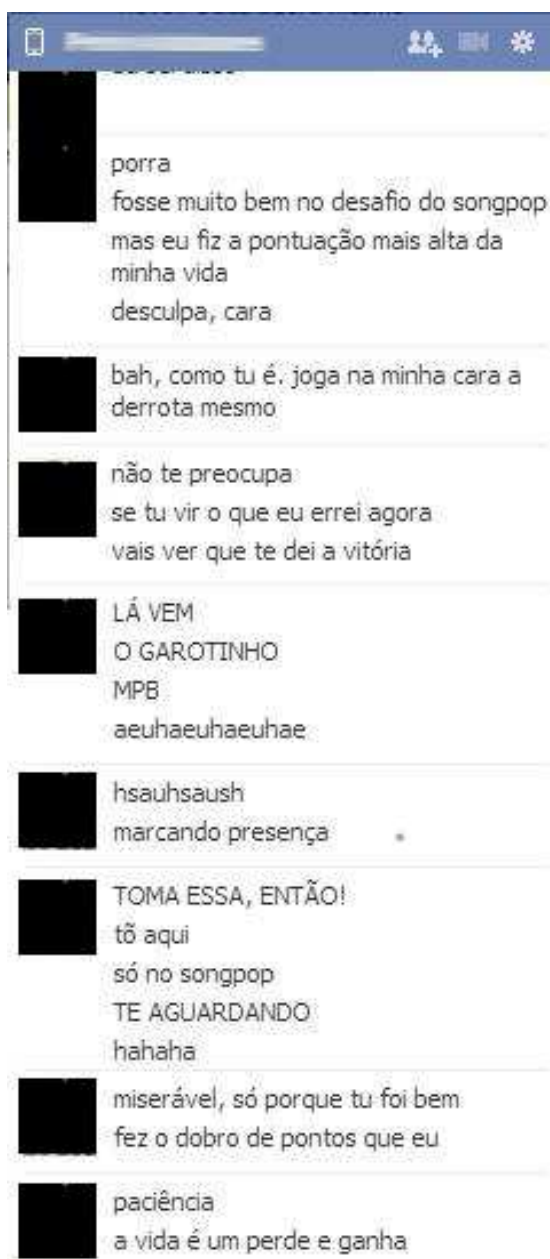 porra
fosse muito bem no desafio do songpop
mas eu fiz a pontuação mais alta da
minha vida
desculpa, cara
bah, como tu é. joga na minha cara a
derrota mesmo
não te preocupa
se tu vir o que eu errei agora
vais ver que te dei a vitória
LÁ VEM
O GAROTINHO
MPB
aeuhaeuhaeuhae
hsauhsaush
marcando presença
TOMA ESSA, ENTÃO!
tõ aqui
só no songpop
TE AGUARDANDO
hahaha
miserável, só porque tu foi bem
fez o dobro de pontos que eu
paciência
a vida é um perde e ganha